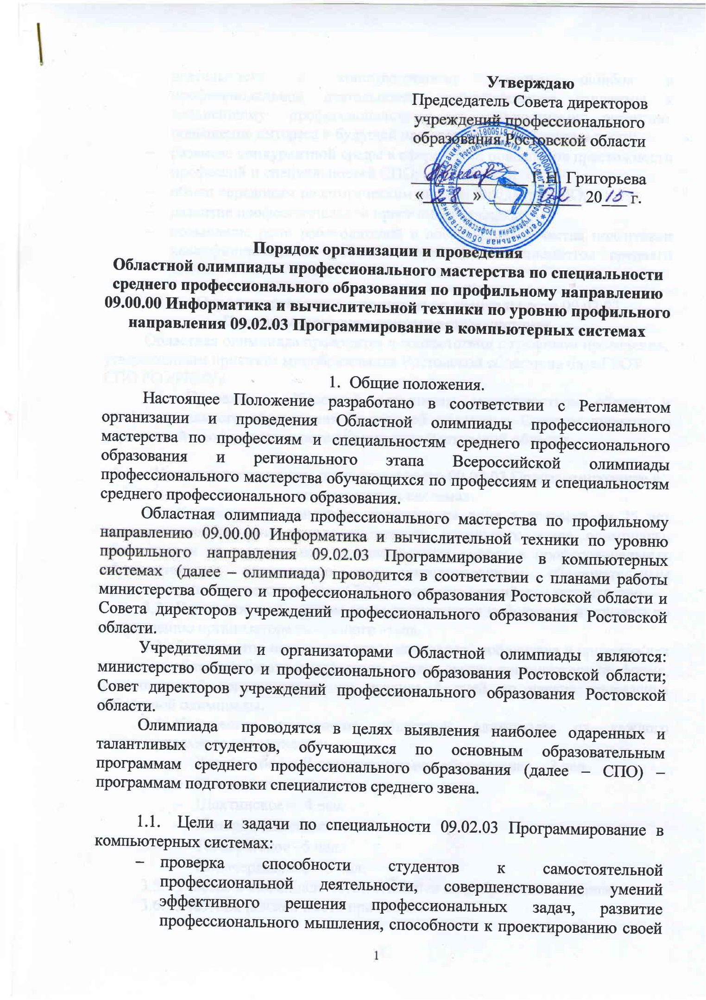 Утверждаю
Председатель Совета директоров
учреждений профессионального
образования Ростовской области
Г.Н. Григорьева
«28» 02 2015 г.
Порядок организации и проведения
Областной олимпиады профессионального мастерства по специальности
среднего профессионального образования по профильному направлению
09.00.00 Информатика и вычислительной техники по уровню профильного
направления 09.02.03 Программирование в компьютерных системах
1. Общие положения.
Настоящее Положение разработано в соответствии с Регламентом
организации и проведения Областной олимпиады профессионального
мастерства по профессиям и специальностям среднего профессионального
образования и регионального этапа Всероссийской олимпиады
профессионального мастерства обучающихся по профессиям и специальностям
среднего профессионального образования.
Областная олимпиада профессионального мастерства по профильному
направлению 09.00.00 Информатика и вычислительной техники по уровню
профильного направления 09.02.03 Программирование в компьютерных
системах (далее – олимпиада) проводится в соответствии с планами работы
министерства общего и профессионального образования Ростовской области и
Совета директоров учреждений профессионального образования Ростовской
области.
Учредителями и организаторами Областной олимпиады являются:
министерство общего и профессионального образования Ростовской области;
Совет директоров учреждений профессионального образования Ростовской
области.
Олимпиада проводятся в целях выявления наиболее одаренных и
талантливых студентов, обучающихся по основным образовательным
программам среднего профессионального образования (далее – СПО) –
программам подготовки специалистов среднего звена.
1.1. Цели и задачи по специальности 09.02.03 Программирование в
компьютерных системах:
– проверка способности студентов к самостоятельной
профессиональной деятельности, совершенствование умений
эффективного решения профессиональных задач, развитие
профессионального мышления, способности к проектированию своей
1